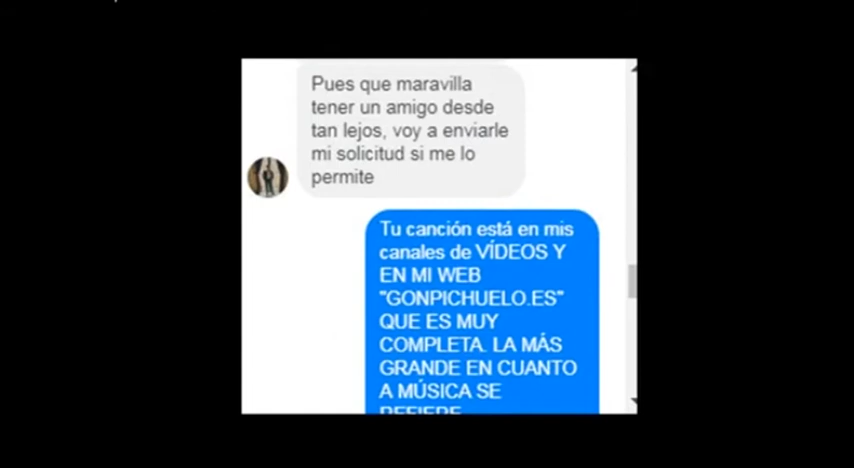 Pues que maravilla
tener un amigo desde
tan lejos, voy a enviarle
mi solicitud si me lo
permite
Tu canción está en mis
canales de VÍDEOS Y
EN MI WEB
"GONPICHUELO.ES"
QUE ES MUY
COMPLETA. LA MÁS
GRANDE EN CUANTO
A MÚSICA SE
REFIERE